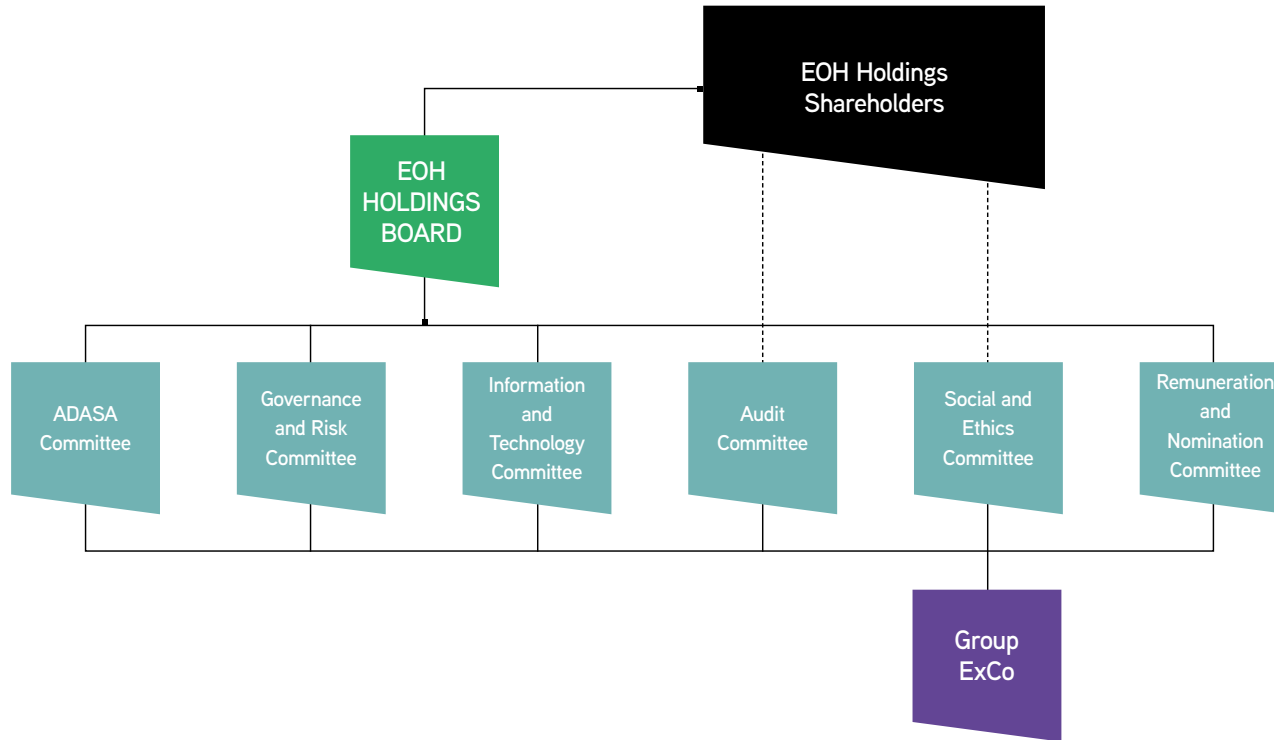 EOH Holdings
Shareholders
EOH
HOLDINGS
BOARD
ADASA
Committee
Governance
and Risk
Committee
Information
and
Technology
Committee
Audit
Committee
Social and
Ethics
Committee
Remuneration
and
Nomination
Committee
Group
ExCo